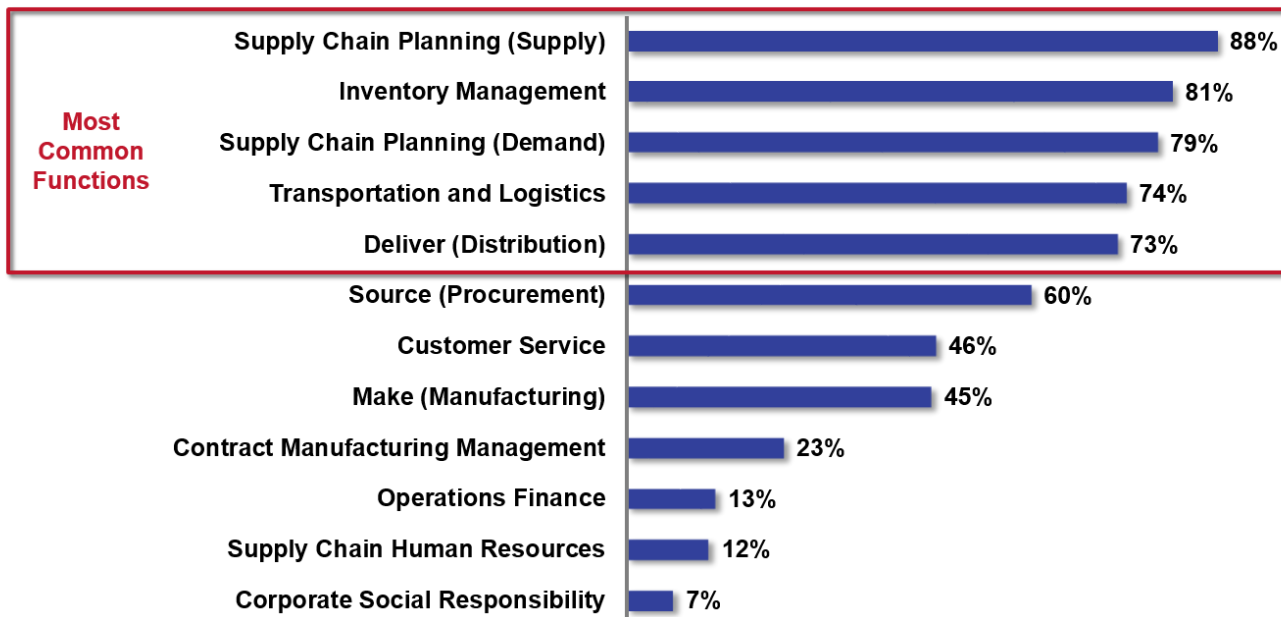 Supply Chain Planning (Supply) 88%
Inventory Management 81%
Most
Common
Functions
Supply Chain Planning (Demand) 79%
Transportation and Logistics 74%
Deliver (Distribution) 73%
Source (Procurement) 60%
Customer Service 46%
Make (Manufacturing) 45%
Contract Manufacturing Management 23%
Operations Finance 13%
Supply Chain Human Resources 12%
Corporate Social Responsibility 7%